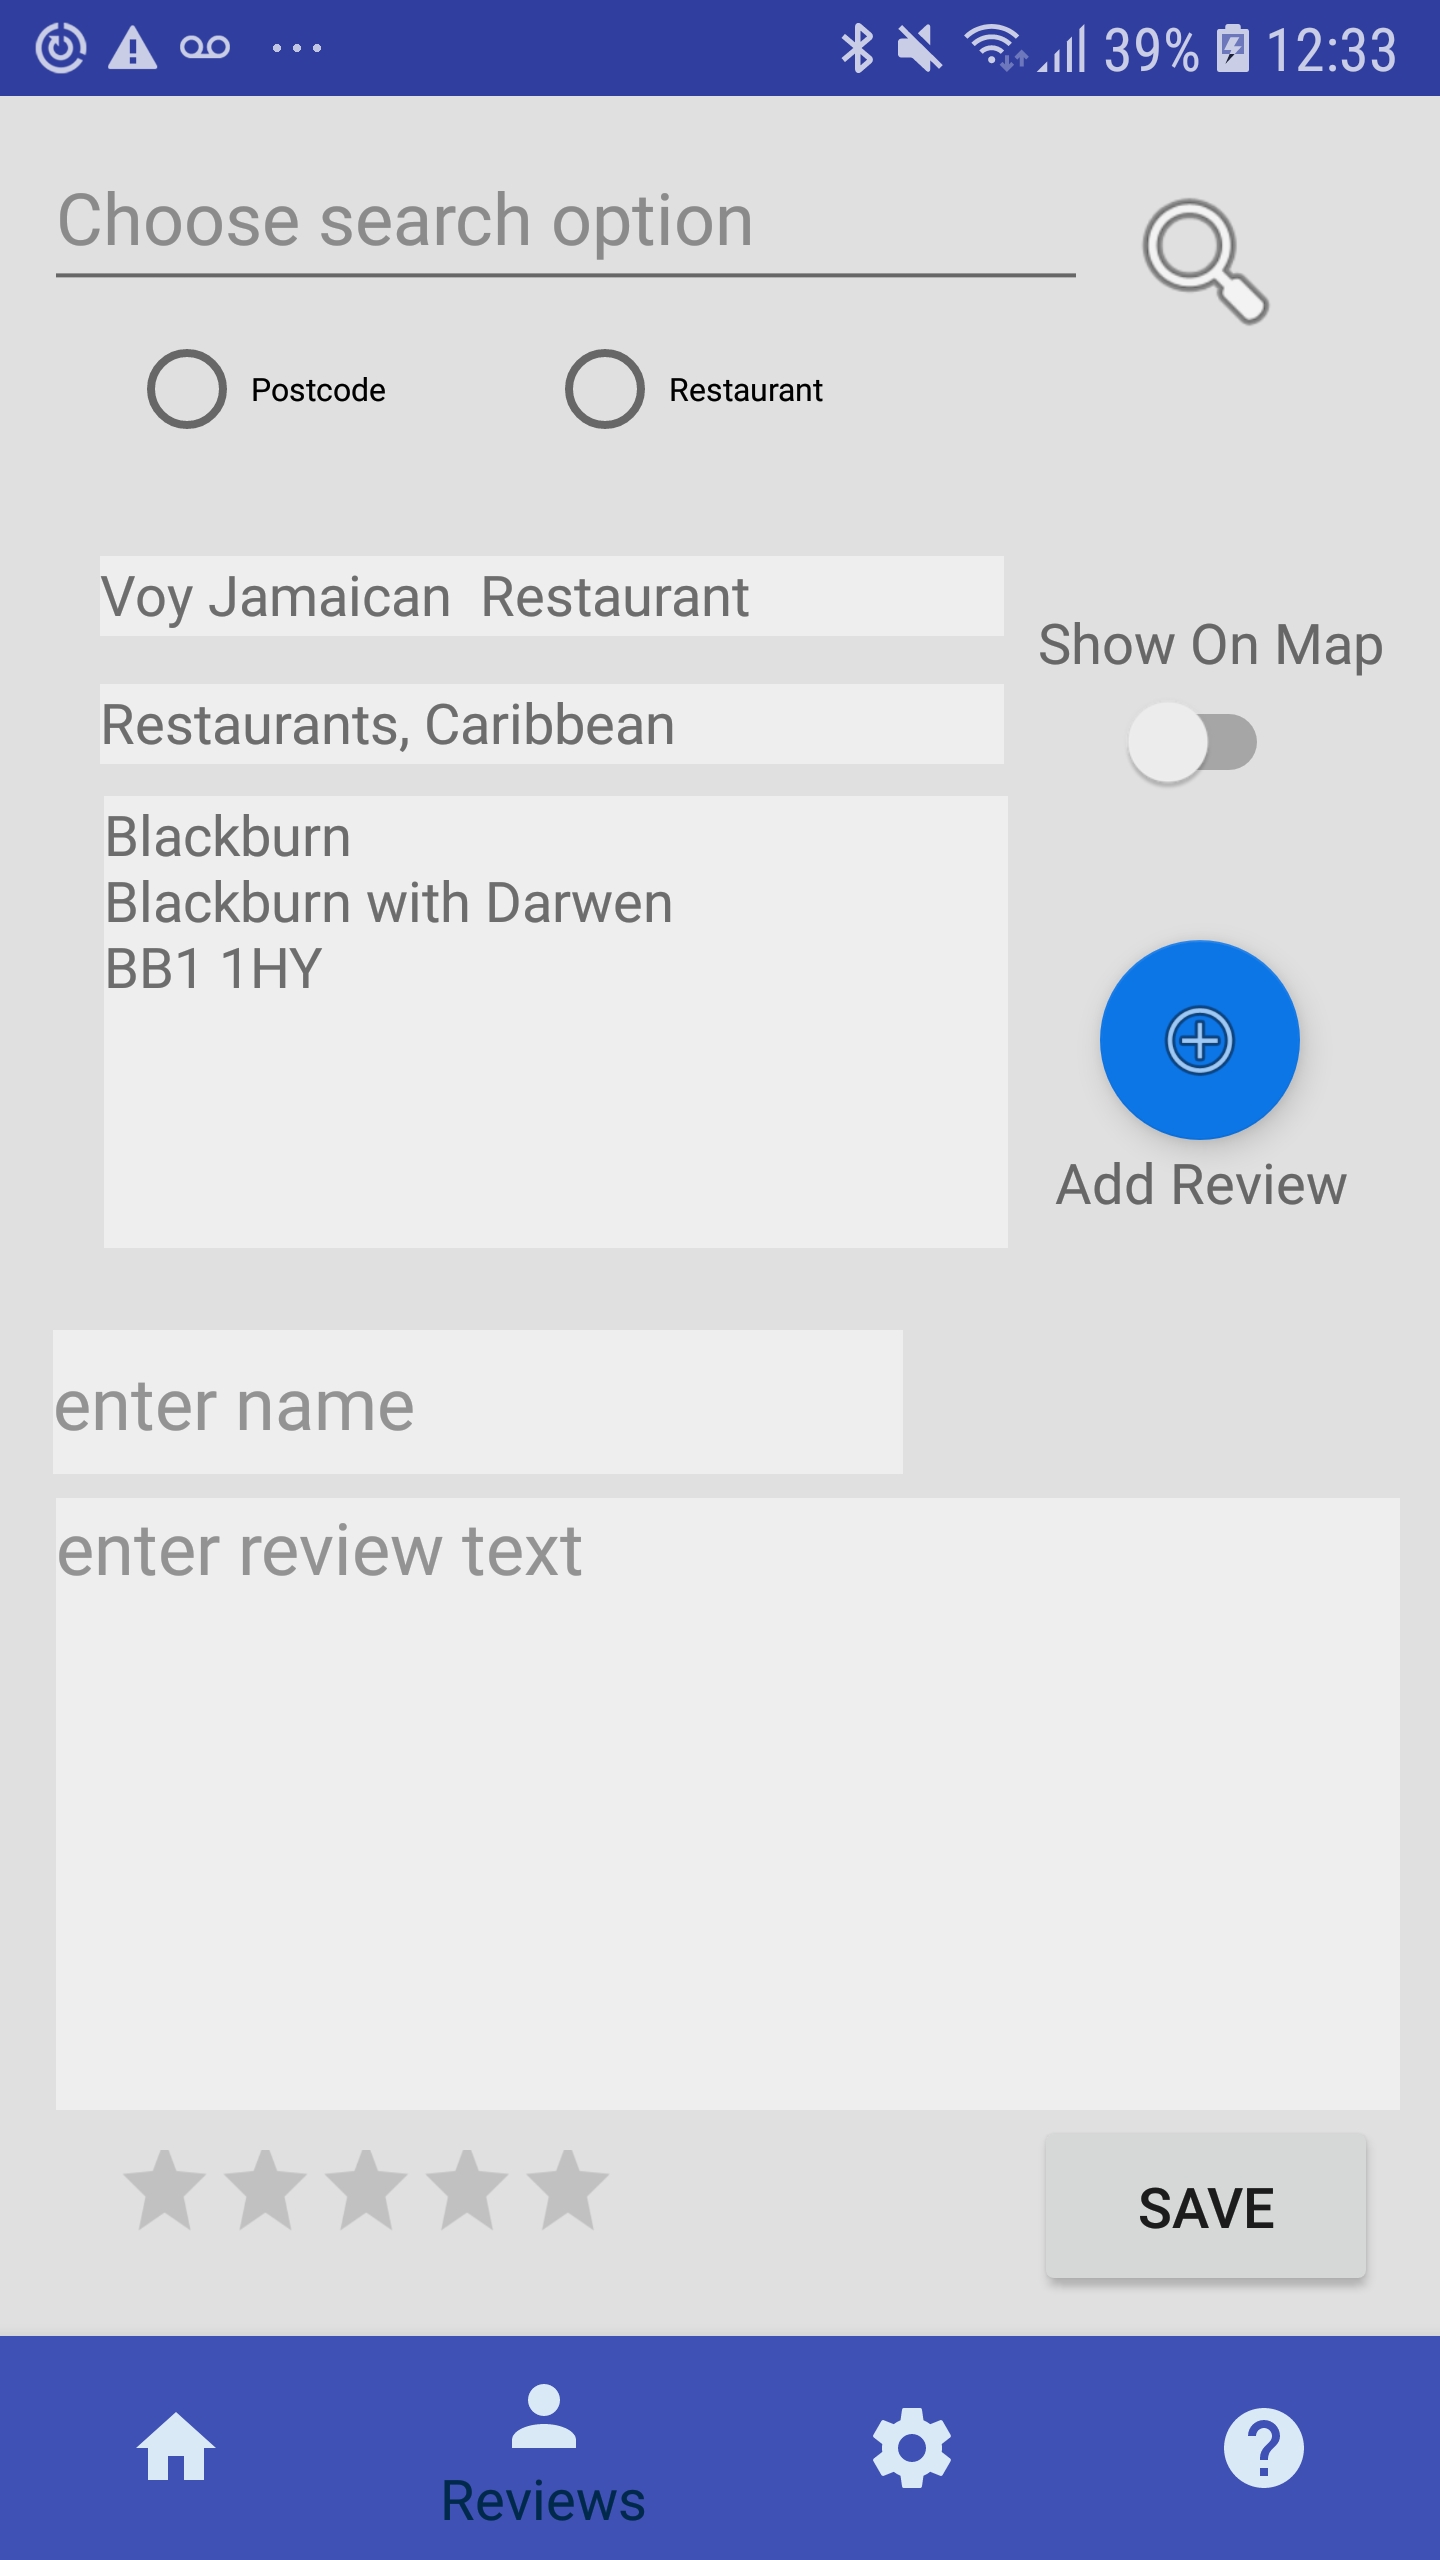 39% 12:33
Choose search option
Postcode
Restaurant
Voy Jamaican  Restaurant
Show On Map
Restaurants, Caribbean
Blackburn
Blackburn with Darwen
BB1 1HY
Add Review
enter name
enter review text
SAVE
Reviews